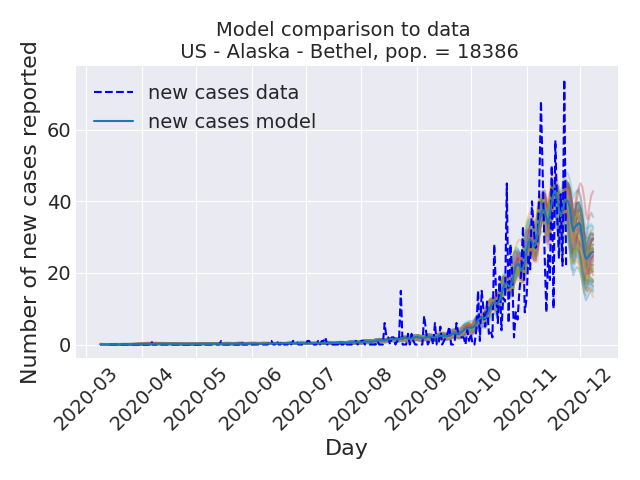 Model comparison to data
US - Alaska - Bethel, pop. = 18386
Number of new cases reported
new cases data
new cases model
60
40
20
0
2020-03
2020-04
2020-05
2020-06
2020-07
2020-08
2020-09
2020-10
2020-11
2020-12
Day